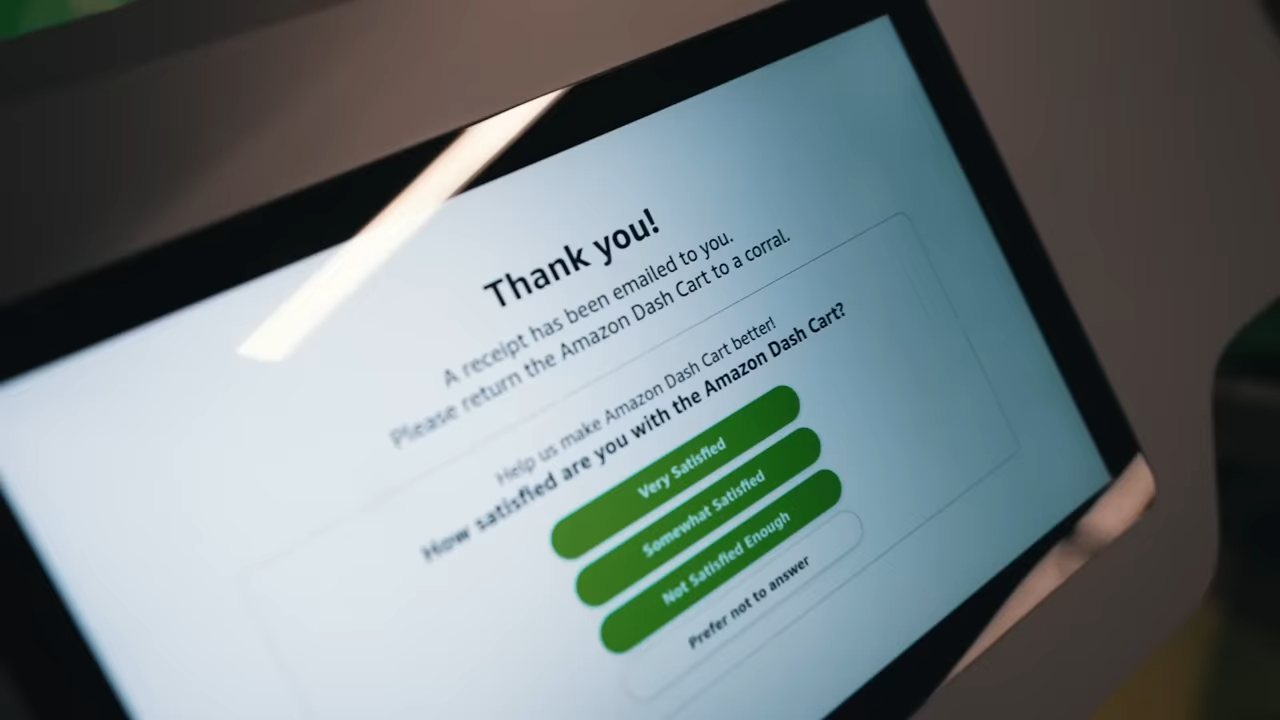 Thank you!
A receipt has been emailed to you.
Please return the Amazon Dash Cart to a corral.
Help us make Amazon Dash Cart better!
How satisfied are you with the Amazon Dash Cart?
Very Satisfied
Somewhat Satisfied
Not Satisfied Enough
Prefer not to answer